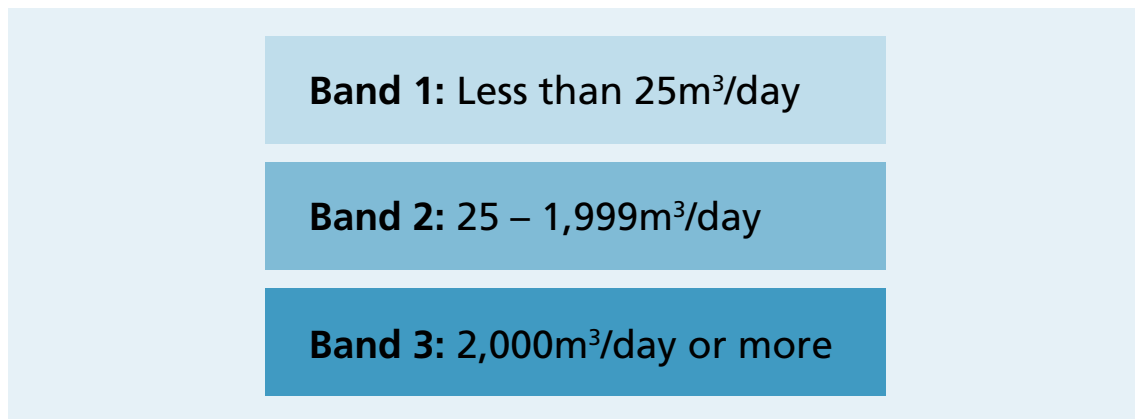 Band 1: Less than 25m³/day
Band 2: 25 – 1,999m³/day
Band 3: 2,000m³/day or more